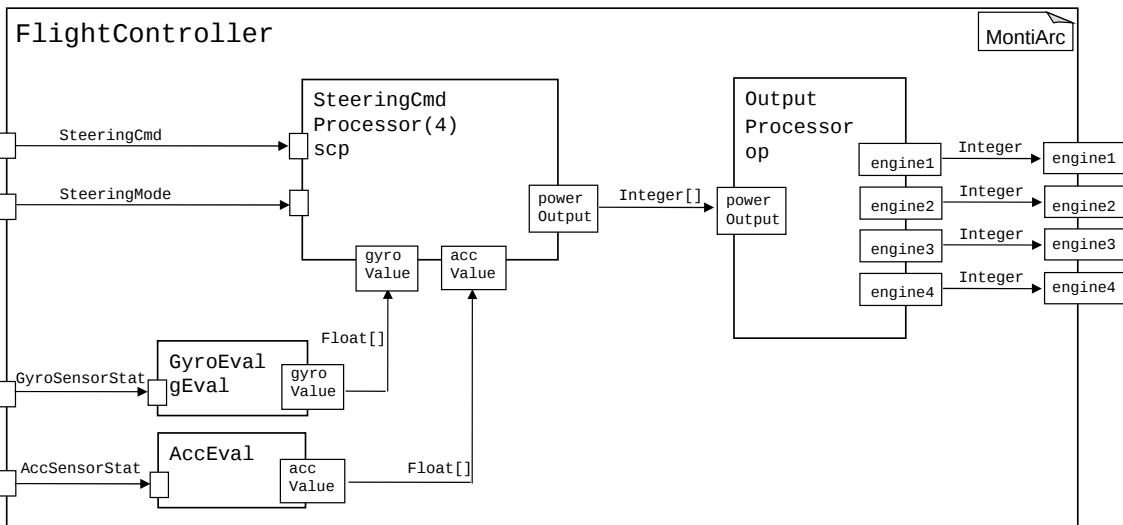 FlightController
MontiArc
SteeringCmd
Processor(4)
scp
Output
Processor
op
SteeringCmd
SteeringMode
power
Output
Integer[]
power
Output
engine1
Integer
engine1
engine2
Integer
engine2
engine3
Integer
engine3
engine4
Integer
engine4
gyro
Value
acc
Value
Float[]
GyroEval
gEval
GyroSensorStat
gyro
Value
AccEval
AccSensorStat
acc
Value
Float[]